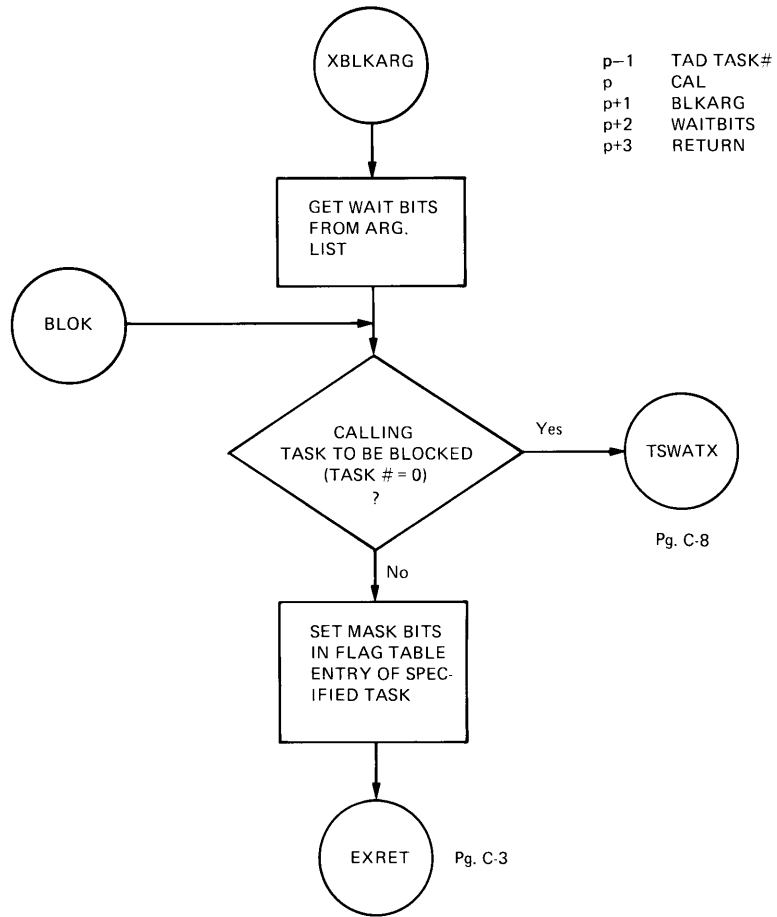 XBLKARG
p–1 TAD TASK#
p CAL
p+1 BLKARG
p+2 WAITBITS
p+3 RETURN
GET WAIT BITS
FROM ARG.
LIST
BLOK
CALLING
TASK TO BE BLOCKED
(TASK # = 0)
?
Yes
TSWATX
Pg. C-8
No
SET MASK BITS
IN FLAG TABLE
ENTRY OF SPEC-
IFIED TASK
EXRET
Pg. C-3